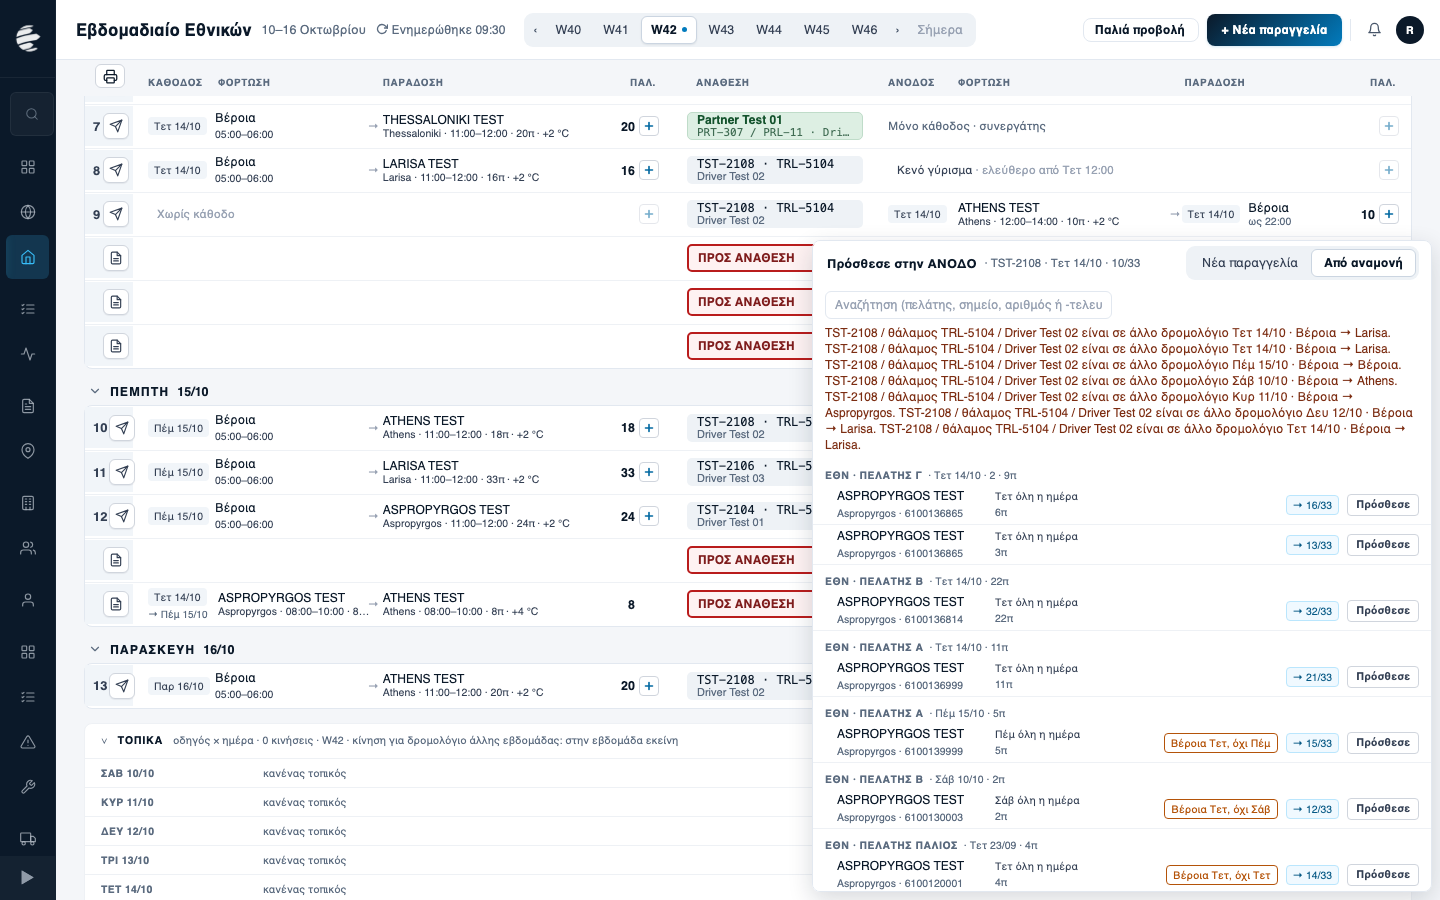 Εβδομαδιαίο Εθνικών 10–16 Οκτωβρίου Ενημερώθηκε 09:30 ‹ W40 W41 W42 W43 W44 W45 W46 › Σήμερα Παλιά προβολή + Νέα παραγγελία R
ΚΑΘΟΔΟΣ ΦΟΡΤΩΣΗ ΠΑΡΑΔΟΣΗ ΠΑΛ. ΑΝΑΘΕΣΗ ΑΝΟΔΟΣ ΦΟΡΤΩΣΗ ΠΑΡΑΔΟΣΗ ΠΑΛ.
7 Τετ 14/10 Βέροια → THESSALONIKI TEST 20 + Partner Test 01 Μόνο κάθοδος · συνεργάτης +
05:00–06:00 Thessaloniki · 11:00–12:00 · 20π · +2 °C PRT-307 / PRL-11 · Dri…
8 Τετ 14/10 Βέροια → LARISA TEST 16 + TST-2108 · TRL-5104 Κενό γύρισμα · ελεύθερο από Τετ 12:00 +
05:00–06:00 Larisa · 11:00–12:00 · 16π · +2 °C Driver Test 02
9 Χωρίς κάθοδο + TST-2108 · TRL-5104 Τετ 14/10 ATHENS TEST → Τετ 14/10 Βέροια 10 +
Driver Test 02 Athens · 12:00–14:00 · 10π · +2 °C ως 22:00
ΠΡΟΣ ΑΝΑΘΕΣΗ
ΠΡΟΣ ΑΝΑΘΕΣΗ
ΠΡΟΣ ΑΝΑΘΕΣΗ
ΠΕΜΠΤΗ 15/10
10 Πέμ 15/10 Βέροια → ATHENS TEST 18 + TST-2108 · TRL-5
05:00–06:00 Athens · 11:00–12:00 · 18π · +2 °C Driver Test 02
11 Πέμ 15/10 Βέροια → LARISA TEST 33 + TST-2106 · TRL-5
05:00–06:00 Larisa · 11:00–12:00 · 33π · +2 °C Driver Test 03
12 Πέμ 15/10 Βέροια → ASPROPYRGOS TEST 24 + TST-2104 · TRL-5
05:00–06:00 Aspropyrgos · 11:00–12:00 · 24π · +2 °C Driver Test 01
ΠΡΟΣ ΑΝΑΘΕΣΗ
Τετ 14/10 ASPROPYRGOS TEST → ATHENS TEST 8 ΠΡΟΣ ΑΝΑΘΕΣΗ
→ Πέμ 15/10 Aspropyrgos · 08:00–10:00 · 8… Athens · 08:00–10:00 · 8π · +4 °C
ΠΑΡΑΣΚΕΥΗ 16/10
13 Παρ 16/10 Βέροια → ATHENS TEST 20 + TST-2108 · TRL-5
05:00–06:00 Athens · 11:00–12:00 · 20π · +2 °C Driver Test 02
ΤΟΠΙΚΑ οδηγός × ημέρα · 0 κινήσεις · W42 · κίνηση για δρομολόγιο άλλης εβδομάδας: στην εβδομάδα εκείνη
ΣΑΒ 10/10 κανένας τοπικός
ΚΥΡ 11/10 κανένας τοπικός
ΔΕΥ 12/10 κανένας τοπικός
ΤΡΙ 13/10 κανένας τοπικός
ΤΕΤ 14/10 κανένας τοπικός
Πρόσθεσε στην ΑΝΟΔΟ · TST-2108 · Τετ 14/10 · 10/33 Νέα παραγγελία Από αναμονή
Αναζήτηση (πελάτης, σημείο, αριθμός ή -τελευ
TST-2108 / θάλαμος TRL-5104 / Driver Test 02 είναι σε άλλο δρομολόγιο Τετ 14/10 · Βέροια → Larisa.
TST-2108 / θάλαμος TRL-5104 / Driver Test 02 είναι σε άλλο δρομολόγιο Τετ 14/10 · Βέροια → Larisa.
TST-2108 / θάλαμος TRL-5104 / Driver Test 02 είναι σε άλλο δρομολόγιο Πέμ 15/10 · Βέροια → Βέροια.
TST-2108 / θάλαμος TRL-5104 / Driver Test 02 είναι σε άλλο δρομολόγιο Σάβ 10/10 · Βέροια → Athens.
TST-2108 / θάλαμος TRL-5104 / Driver Test 02 είναι σε άλλο δρομολόγιο Κυρ 11/10 · Βέροια →
Aspropyrgos. TST-2108 / θάλαμος TRL-5104 / Driver Test 02 είναι σε άλλο δρομολόγιο Δευ 12/10 · Βέροια
→ Larisa. TST-2108 / θάλαμος TRL-5104 / Driver Test 02 είναι σε άλλο δρομολόγιο Τετ 14/10 · Βέροια →
Larisa.
ΕΘΝ · ΠΕΛΑΤΗΣ Γ · Τετ 14/10 · 2 · 9π
ASPROPYRGOS TEST Τετ όλη η ημέρα → 16/33 Πρόσθεσε
Aspropyrgos · 6100136865 6π
ASPROPYRGOS TEST Τετ όλη η ημέρα → 13/33 Πρόσθεσε
Aspropyrgos · 6100136865 3π
ΕΘΝ · ΠΕΛΑΤΗΣ Β · Τετ 14/10 · 22π
ASPROPYRGOS TEST Τετ όλη η ημέρα → 32/33 Πρόσθεσε
Aspropyrgos · 6100136814 22π
ΕΘΝ · ΠΕΛΑΤΗΣ Α · Τετ 14/10 · 11π
ASPROPYRGOS TEST Τετ όλη η ημέρα → 21/33 Πρόσθεσε
Aspropyrgos · 6100136999 11π
ΕΘΝ · ΠΕΛΑΤΗΣ Α · Πέμ 15/10 · 5π
ASPROPYRGOS TEST Πέμ όλη η ημέρα Βέροια Τετ, όχι Πέμ → 15/33 Πρόσθεσε
Aspropyrgos · 6100139999 5π
ΕΘΝ · ΠΕΛΑΤΗΣ Β · Σάβ 10/10 · 2π
ASPROPYRGOS TEST Σάβ όλη η ημέρα Βέροια Τετ, όχι Σάβ → 12/33 Πρόσθεσε
Aspropyrgos · 6100130003 2π
ΕΘΝ · ΠΕΛΑΤΗΣ ΠΑΛΙΟΣ · Τετ 23/09 · 4π
ASPROPYRGOS TEST Τετ όλη η ημέρα Βέροια Τετ, όχι Τετ → 14/33 Πρόσθεσε
Aspropyrgos · 6100120001 4π